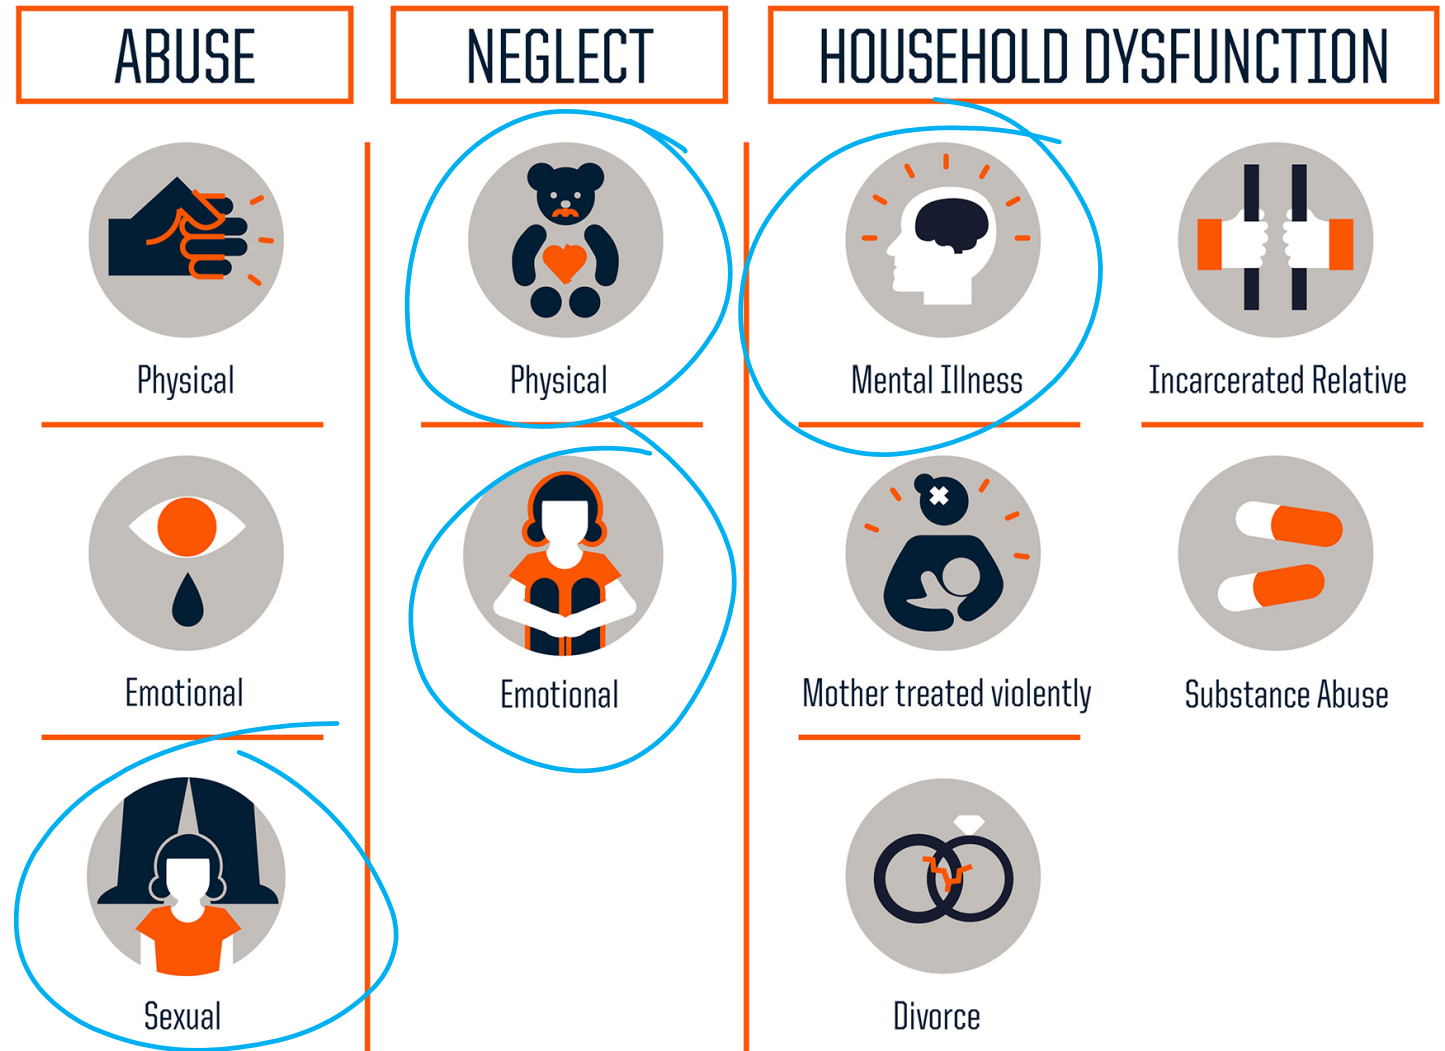 ABUSE
NEGLECT
HOUSEHOLD DYSFUNCTION
Physical
Physical
Mental Illness
Incarcerated Relative
Emotional
Emotional
Mother treated violently
Substance Abuse
Sexual
Divorce